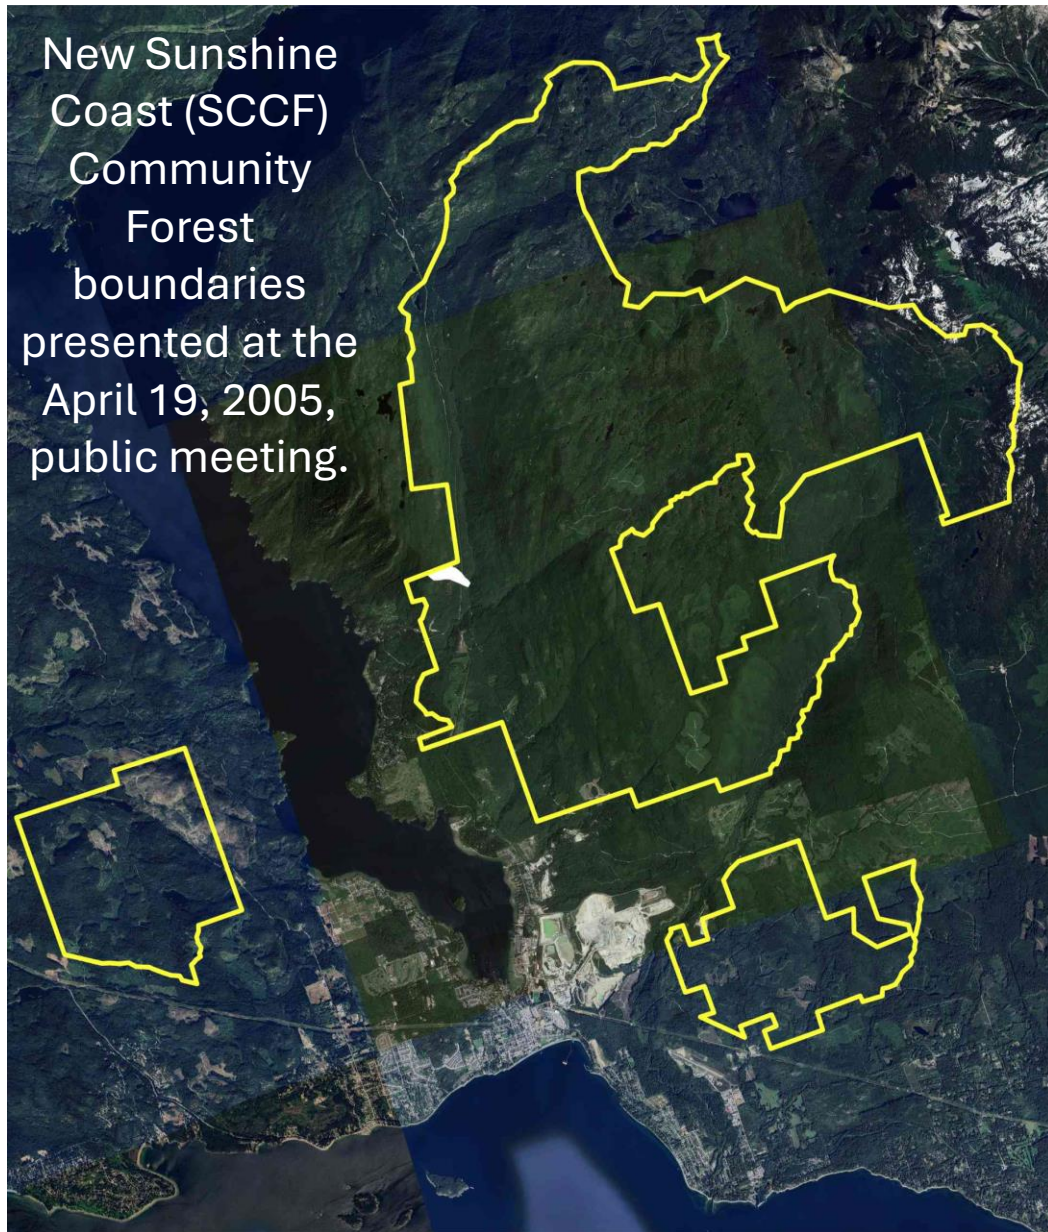 New Sunshine
Coast (SCCF)
Community
Forest
boundaries
presented at the
April 19, 2005,
public meeting.